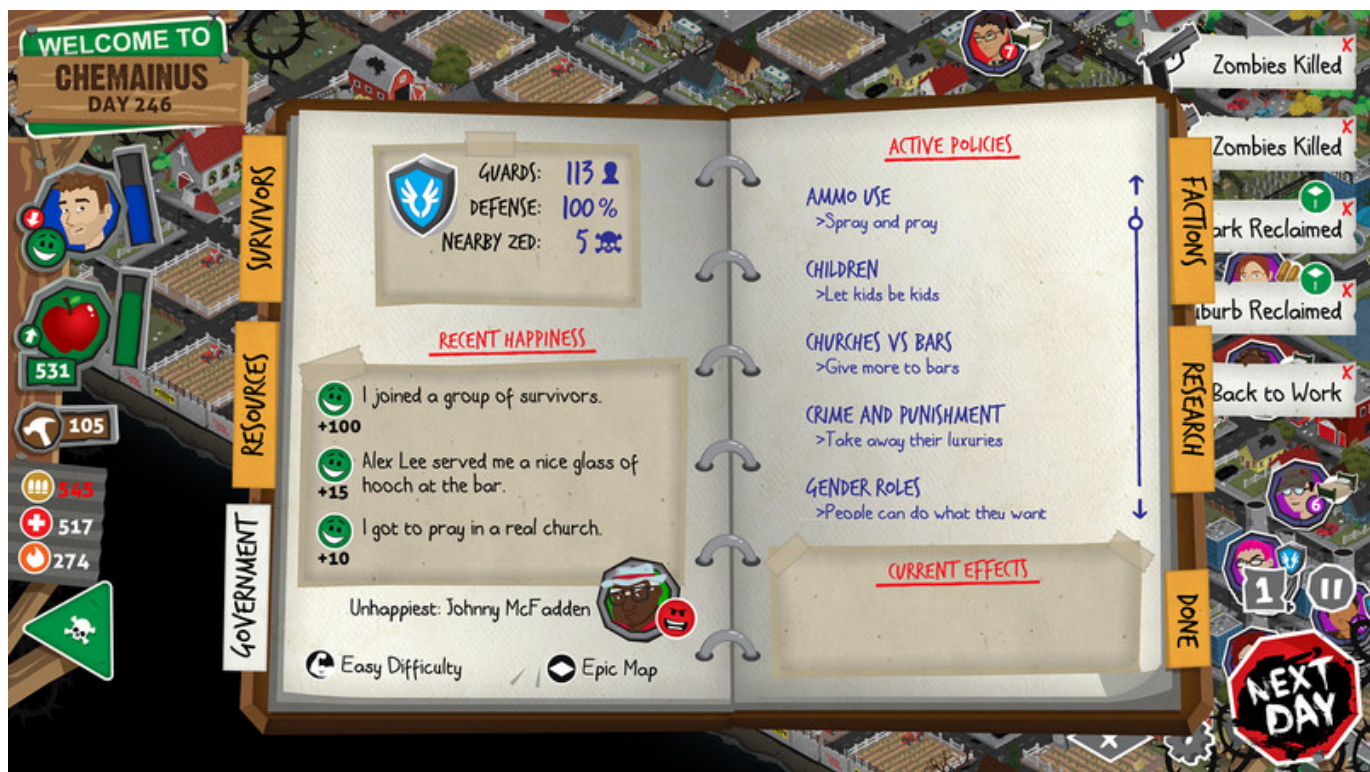 WELCOME TO
CHEMAINUS
DAY 246
531
105
545
517
274
SURVIVORS
RESOURCES
GOVERNMENT
GUARDS: 113
DEFENSE: 100%
NEARBY ZED: 5
RECENT HAPPINESS
I joined a group of survivors.
+100
Alex Lee served me a nice glass of
hooch at the bar.
+15
I got to pray in a real church.
+10
Unhappiest: Johnny McFadden
Easy Difficulty
Epic Map
ACTIVE POLICIES
AMMO USE
>Spray and pray
CHILDREN
>Let kids be kids
CHURCHES VS BARS
>Give more to bars
CRIME AND PUNISHMENT
>Take away their luxuries
GENDER ROLES
>People can do what they want
CURRENT EFFECTS
FACTIONS
RESEARCH
DONE
7
Zombies Killed
Zombies Killed
ark Reclaimed
burb Reclaimed
Back to Work
6
1
NEXT
DAY